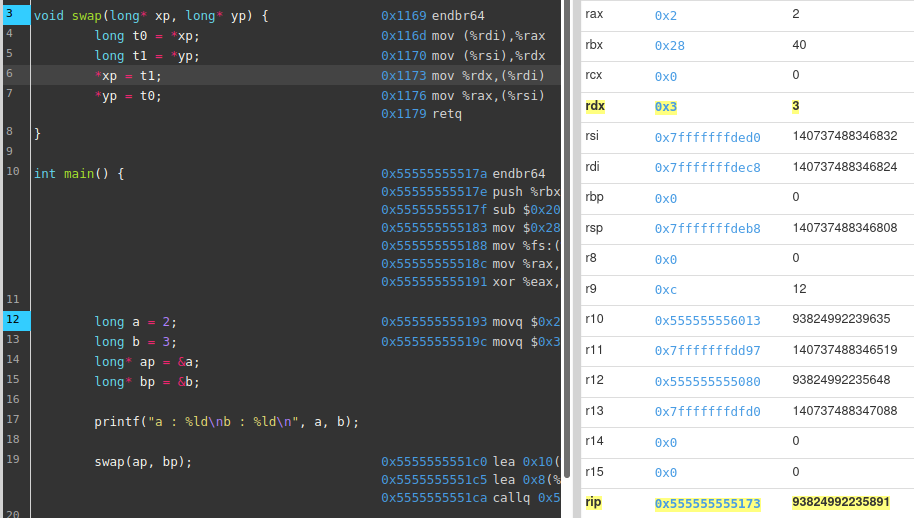 3 void swap(long* xp, long* yp) { 0x1169 endbr64
4 long t0 = *xp; 0x116d mov (%rdi),%rax
5 long t1 = *yp; 0x1170 mov (%rsi),%rdx
6 *xp = t1; 0x1173 mov %rdx,(%rdi)
7 *yp = t0; 0x1176 mov %rax,(%rsi)
0x1179 retq
8 }
9
10 int main() { 0x55555555517a endbr64
0x55555555517e push %rbx
0x55555555517f sub $0x20
0x555555555183 mov $0x28
0x555555555188 mov %fs:(
0x55555555518c mov %rax,
0x555555555191 xor %eax,
11
12 long a = 2; 0x555555555193 movq $0x2
13 long b = 3; 0x55555555519c movq $0x3
14 long* ap = &a;
15 long* bp = &b;
16
17 printf("a : %ld\nb : %ld\n", a, b);
18
19 swap(ap, bp); 0x5555555551c0 lea 0x10(
0x5555555551c5 lea 0x8(%
0x5555555551ca callq 0x5
20
rax 0x2 2
rbx 0x28 40
rcx 0x0 0
rdx 0x3 3
rsi 0x7fffffffded0 140737488346832
rdi 0x7fffffffdec8 140737488346824
rbp 0x0 0
rsp 0x7fffffffdeb8 140737488346808
r8 0x0 0
r9 0xc 12
r10 0x555555556013 93824992239635
r11 0x7fffffffdd97 140737488346519
r12 0x555555555080 93824992235648
r13 0x7fffffffdfd0 140737488347088
r14 0x0 0
r15 0x0 0
rip 0x555555555173 93824992235891